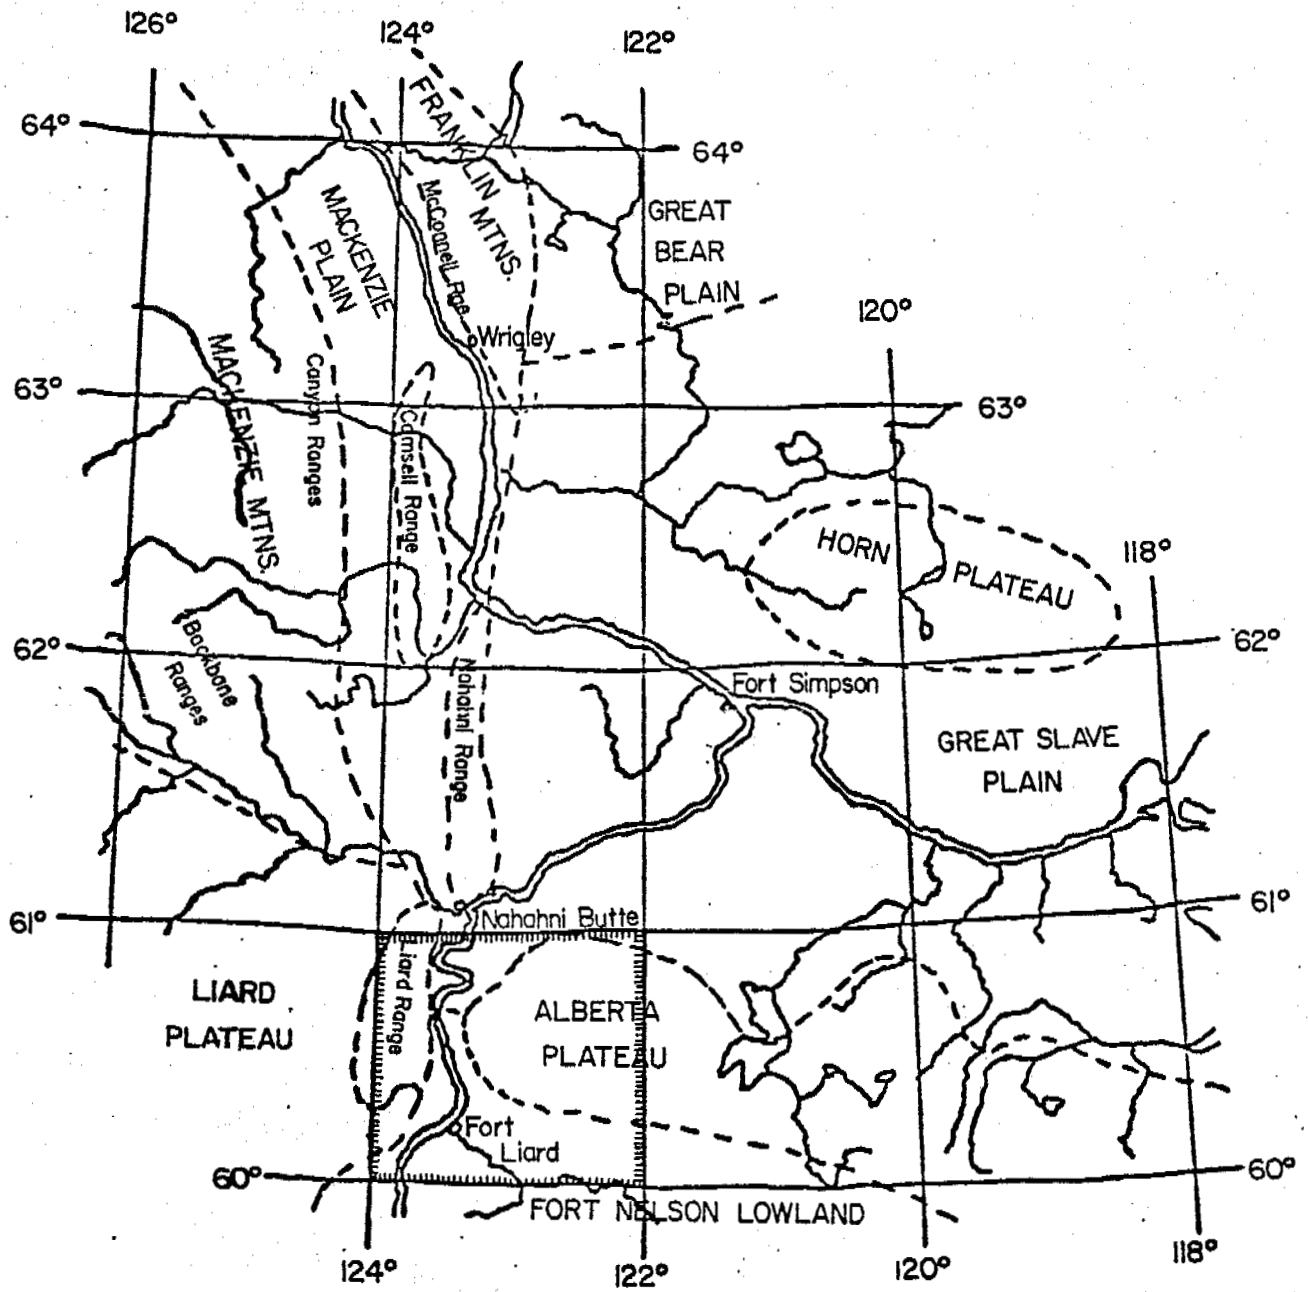 126°
124°
122°
64°
FRANKLIN MTNS.
64°
MACKENZIE
PLAIN
McConnell Rge.
GREAT
BEAR
PLAIN
120°
Wrigley
63°
MACKENZIE MTNS.
Canyon Ranges
Camsell Range
63°
HORN
PLATEAU
118°
62°
Backbone
Ranges
Nahahni Range
62°
Fort Simpson
GREAT SLAVE
PLAIN
61°
Nahahni Butte
61°
LIARD
PLATEAU
Liard Range
ALBERTA
PLATEAU
Fort
Liard
60°
60°
FORT NELSON LOWLAND
124°
122°
120°
118°